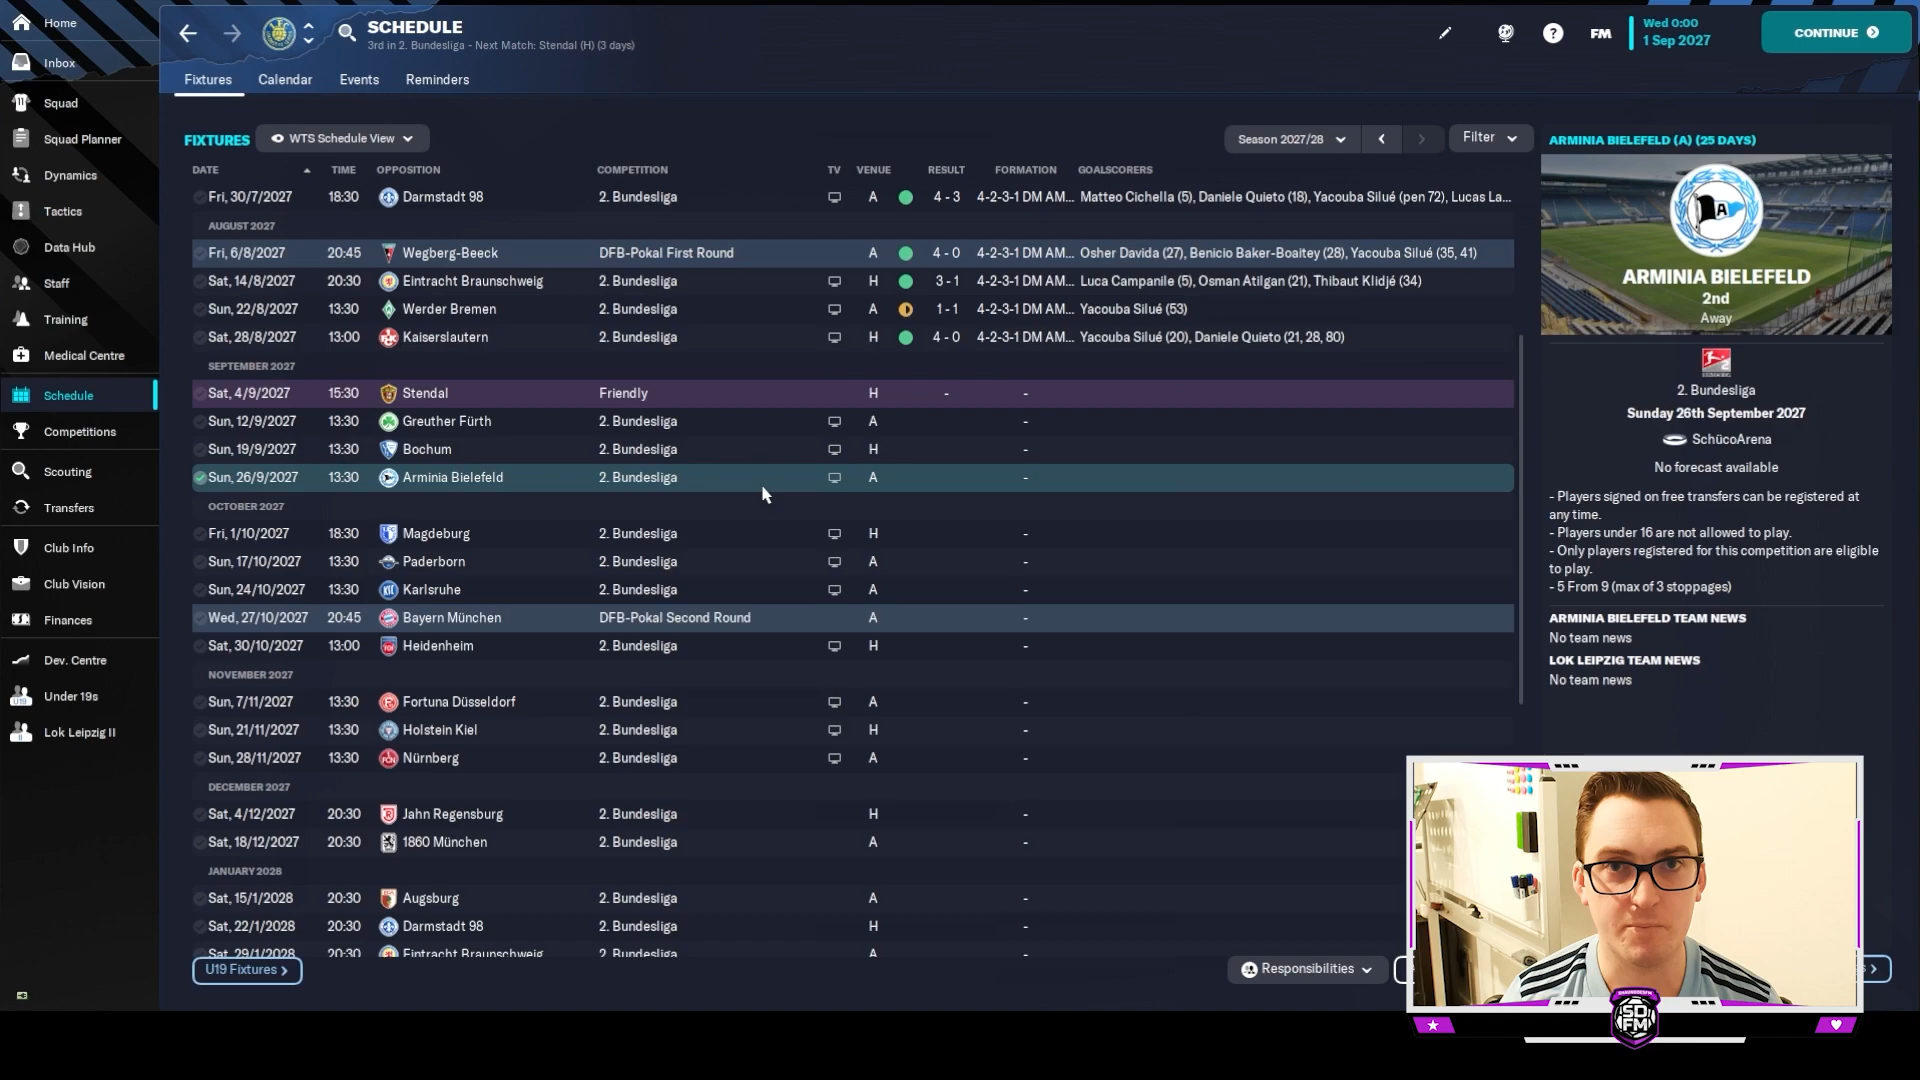 Home
Inbox
Squad
Squad Planner
Dynamics
Tactics
Data Hub
Staff
Training
Medical Centre
Schedule
Competitions
Scouting
Transfers
Club Info
Club Vision
Finances
Dev. Centre
Under 19s
Lok Leipzig II
SCHEDULE
3rd in 2. Bundesliga - Next Match: Stendal (H) (3 days)
FM
Wed 0:00
1 Sep 2027
CONTINUE
Fixtures Calendar Events Reminders
FIXTURES WTS Schedule View Season 2027/28 Filter
DATE TIME OPPOSITION COMPETITION TV VENUE RESULT FORMATION GOALSCORERS
Fri, 30/7/2027 18:30 Darmstadt 98 2. Bundesliga A 4 - 3 4-2-3-1 DM AM... Matteo Cichella (5), Daniele Quieto (18), Yacouba Silué (pen 72), Lucas La...
AUGUST 2027
Fri, 6/8/2027 20:45 Wegberg-Beeck DFB-Pokal First Round A 4 - 0 4-2-3-1 DM AM... Osher Davida (27), Benicio Baker-Boaitey (28), Yacouba Silué (35, 41)
Sat, 14/8/2027 20:30 Eintracht Braunschweig 2. Bundesliga H 3 - 1 4-2-3-1 DM AM... Luca Campanile (5), Osman Atilgan (21), Thibaut Klidjé (34)
Sun, 22/8/2027 13:30 Werder Bremen 2. Bundesliga A 1 - 1 4-2-3-1 DM AM... Yacouba Silué (53)
Sat, 28/8/2027 13:00 Kaiserslautern 2. Bundesliga H 4 - 0 4-2-3-1 DM AM... Yacouba Silué (20), Daniele Quieto (21, 28, 80)
SEPTEMBER 2027
Sat, 4/9/2027 15:30 Stendal Friendly H - -
Sun, 12/9/2027 13:30 Greuther Fürth 2. Bundesliga A -
Sun, 19/9/2027 13:30 Bochum 2. Bundesliga H -
Sun, 26/9/2027 13:30 Arminia Bielefeld 2. Bundesliga A -
OCTOBER 2027
Fri, 1/10/2027 18:30 Magdeburg 2. Bundesliga H -
Sun, 17/10/2027 13:30 Paderborn 2. Bundesliga A -
Sun, 24/10/2027 13:30 Karlsruhe 2. Bundesliga A -
Wed, 27/10/2027 20:45 Bayern München DFB-Pokal Second Round A -
Sat, 30/10/2027 13:00 Heidenheim 2. Bundesliga H -
NOVEMBER 2027
Sun, 7/11/2027 13:30 Fortuna Düsseldorf 2. Bundesliga A -
Sun, 21/11/2027 13:30 Holstein Kiel 2. Bundesliga H -
Sun, 28/11/2027 13:30 Nürnberg 2. Bundesliga A -
DECEMBER 2027
Sat, 4/12/2027 20:30 Jahn Regensburg 2. Bundesliga H -
Sat, 18/12/2027 20:30 1860 München 2. Bundesliga A -
JANUARY 2028
Sat, 15/1/2028 20:30 Augsburg 2. Bundesliga A -
Sat, 22/1/2028 20:30 Darmstadt 98 2. Bundesliga H -
Sat, 29/1/2028 20:30 Eintracht Braunschweig 2. Bundesliga A -
U19 Fixtures
Responsibilities
ARMINIA BIELEFELD (A) (25 DAYS)
ARMINIA BIELEFELD
2nd
Away
2. Bundesliga
Sunday 26th September 2027
SchücoArena
No forecast available
- Players signed on free transfers can be registered at
any time.
- Players under 16 are not allowed to play.
- Only players registered for this competition are eligible
to play.
- 5 From 9 (max of 3 stoppages)
ARMINIA BIELEFELD TEAM NEWS
No team news
LOK LEIPZIG TEAM NEWS
No team news
SD
FM